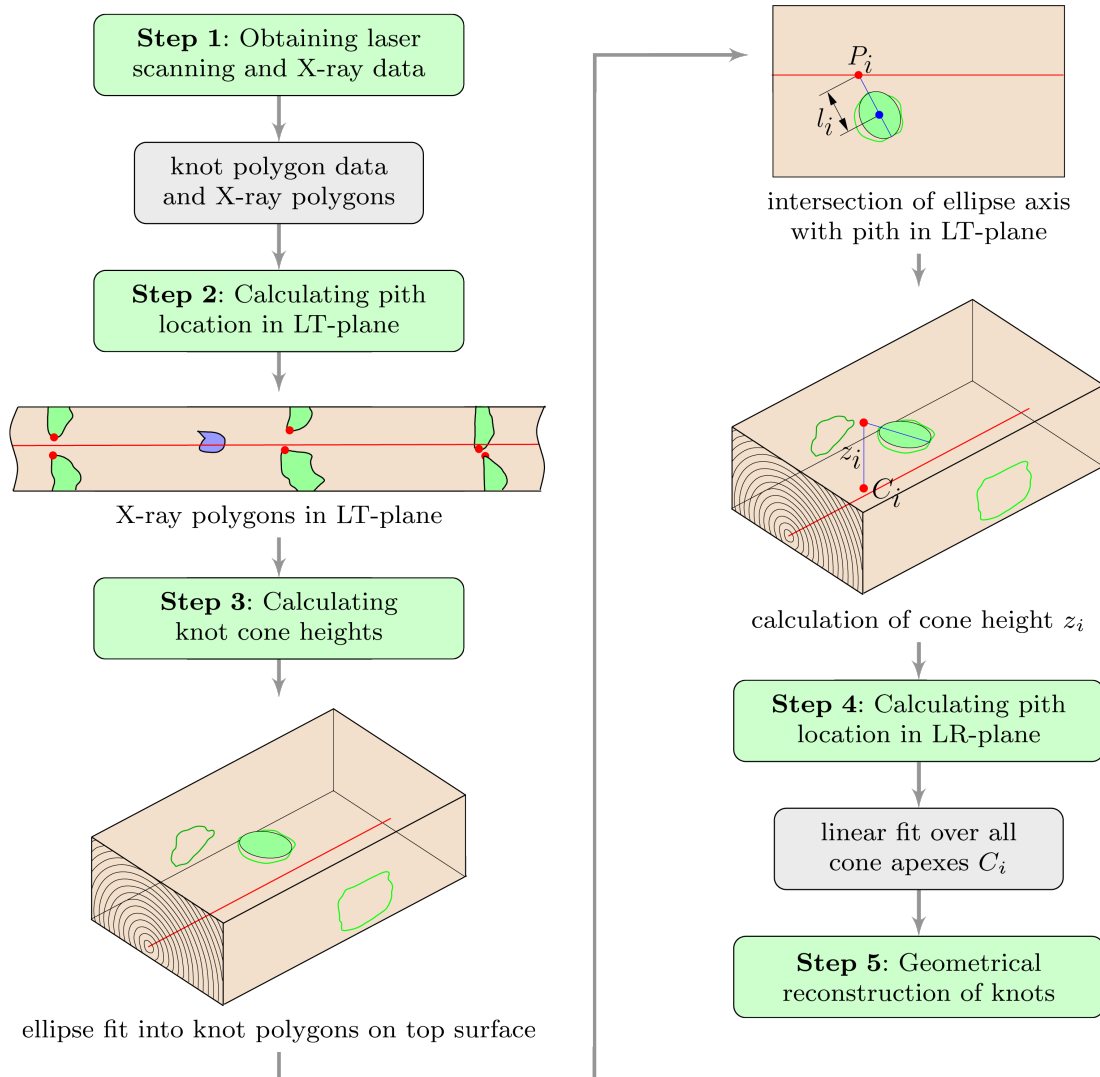 Step 1: Obtaining laser
scanning and X-ray data
knot polygon data
and X-ray polygons
Step 2: Calculating pith
location in LT-plane
X-ray polygons in LT-plane
Step 3: Calculating
knot cone heights
ellipse fit into knot polygons on top surface
P_i
l_i
intersection of ellipse axis
with pith in LT-plane
z_i
C_i
calculation of cone height z_i
Step 4: Calculating pith
location in LR-plane
linear fit over all
cone apexes C_i
Step 5: Geometrical
reconstruction of knots